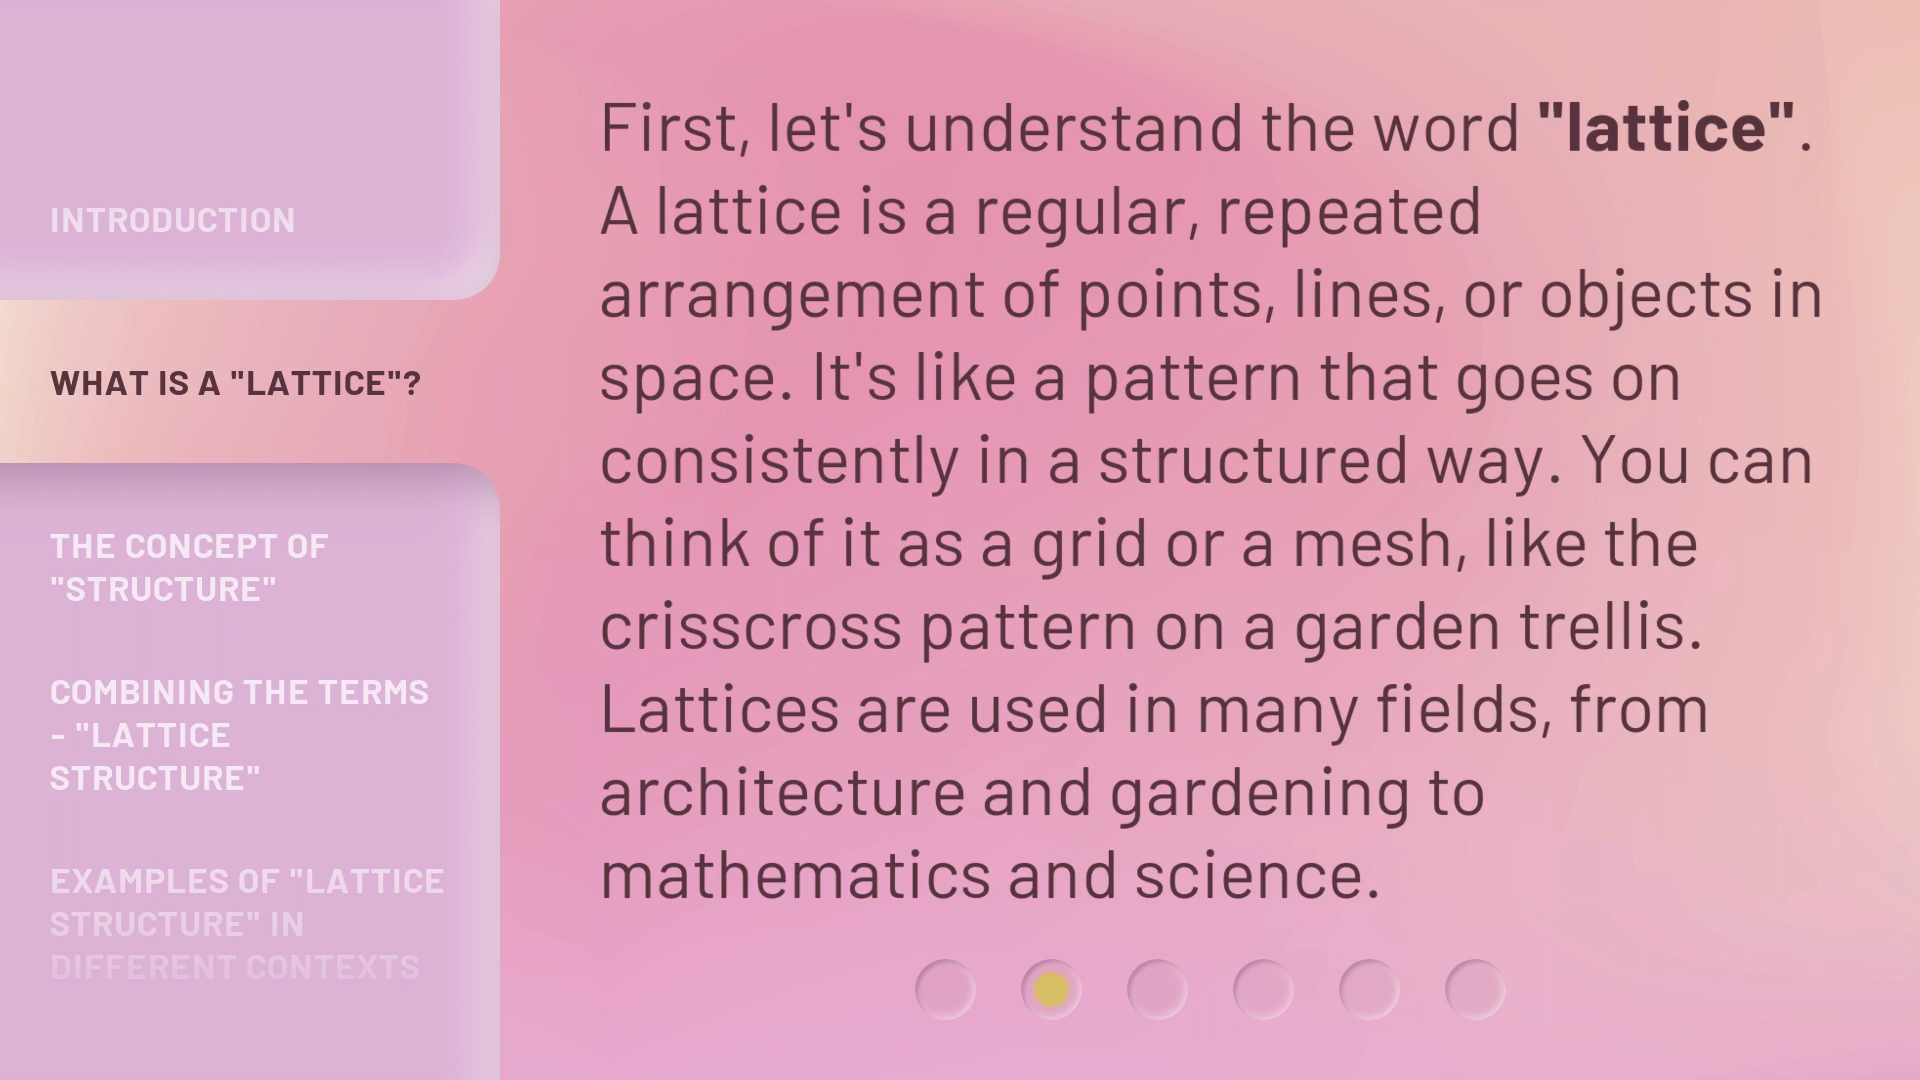 INTRODUCTION
WHAT IS A "LATTICE"?
THE CONCEPT OF
"STRUCTURE"
COMBINING THE TERMS
- "LATTICE
STRUCTURE"
EXAMPLES OF "LATTICE
STRUCTURE" IN
DIFFERENT CONTEXTS
First, let's understand the word "lattice".
A lattice is a regular, repeated
arrangement of points, lines, or objects in
space. It's like a pattern that goes on
consistently in a structured way. You can
think of it as a grid or a mesh, like the
crisscross pattern on a garden trellis.
Lattices are used in many fields, from
architecture and gardening to
mathematics and science.